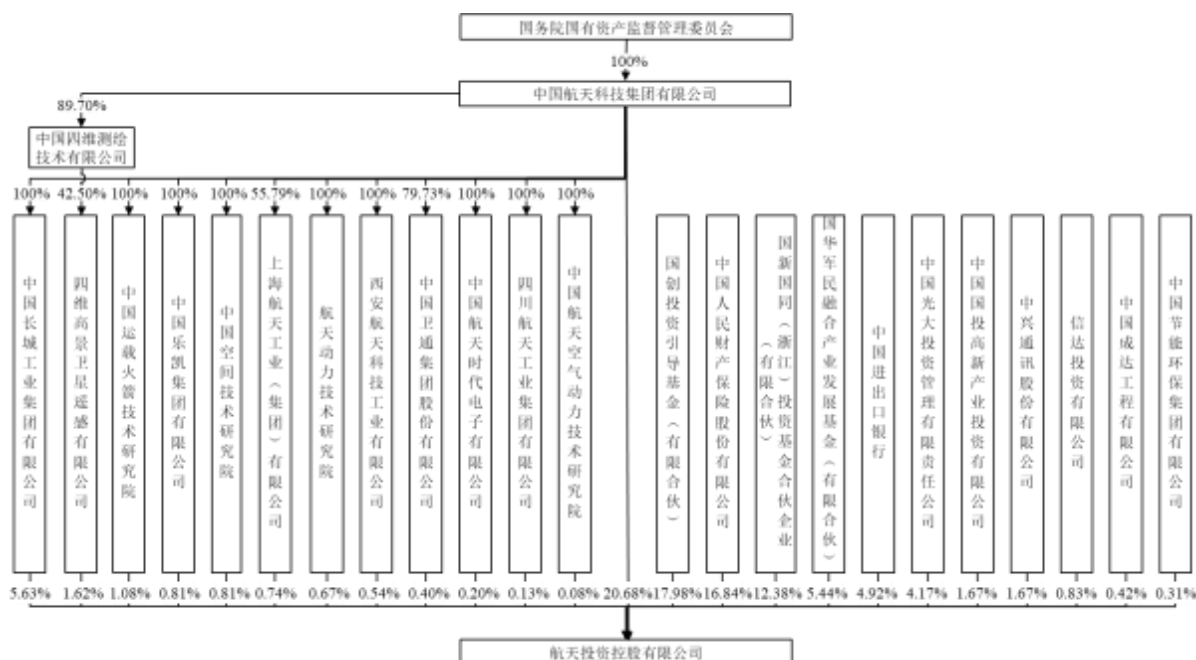 国务院国有资产监督管理委员会
100%
中国航天科技集团有限公司
89.70%
中国四维测绘
技术有限公司
100% 42.50% 100% 100% 100% 55.79% 100% 100% 79.73% 100% 100% 100%
中国长城工业集团有限公司
四维高景卫星遥感有限公司
中国运载火箭技术研究院
中国乐凯集团有限公司
中国空间技术研究院
上海航天工业（集团）有限公司
航天动力技术研究院
西安航天科技工业有限公司
中国卫通集团股份有限公司
中国航天时代电子有限公司
四川航天工业集团有限公司
中国航天空气动力技术研究院
国创投资引导基金（有限合伙）
中国人民财产保险股份有限公司
国新国同（浙江）投资基金合伙企业
（有限合伙）
国华军民融合产业发展基金（有限合伙）
中国进出口银行
中国光大投资管理有限责任公司
中国国投高新产业投资有限公司
中兴通讯股份有限公司
信达投资有限公司
中国成达工程有限公司
中国节能环保集团有限公司
5.63% 1.62% 1.08% 0.81% 0.81% 0.74% 0.67% 0.54% 0.40% 0.20% 0.13% 0.08% 20.68% 17.98% 16.84% 12.38% 5.44% 4.92% 4.17% 1.67% 1.67% 0.83% 0.42% 0.31%
航天投资控股有限公司